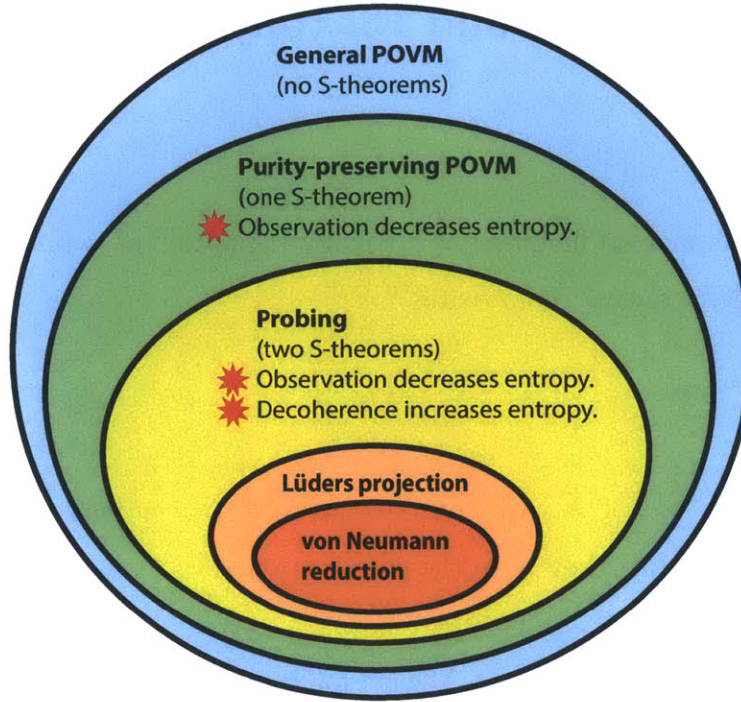 General POVM
(no S-theorems)
Purity-preserving POVM
(one S-theorem)
Observation decreases entropy.
Probing
(two S-theorems)
Observation decreases entropy.
Decoherence increases entropy.
Lüders projection
von Neumann
reduction